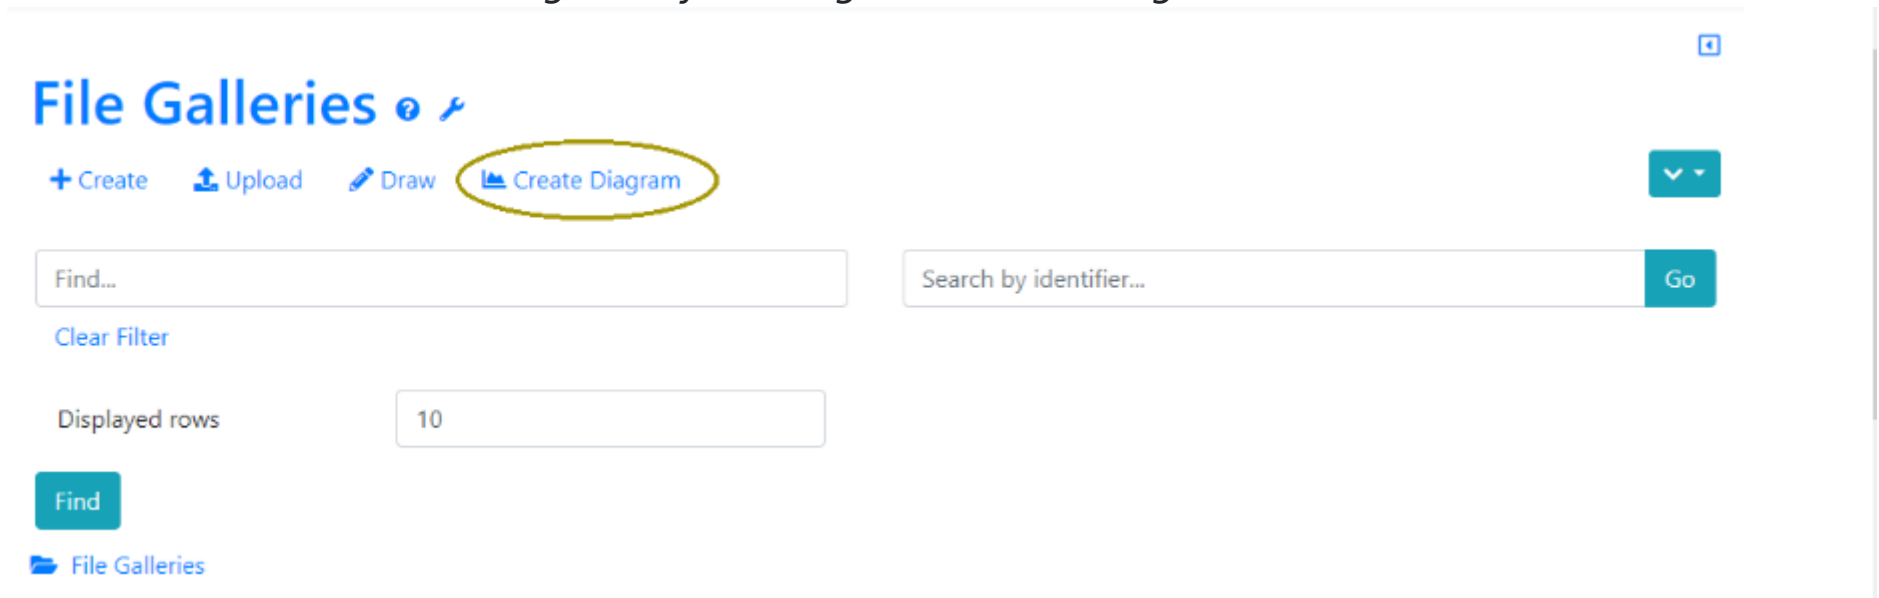 File Galleries
Create Upload Draw Create Diagram
Find... Search by identifier... Go
Clear Filter
Displayed rows 10
Find
File Galleries